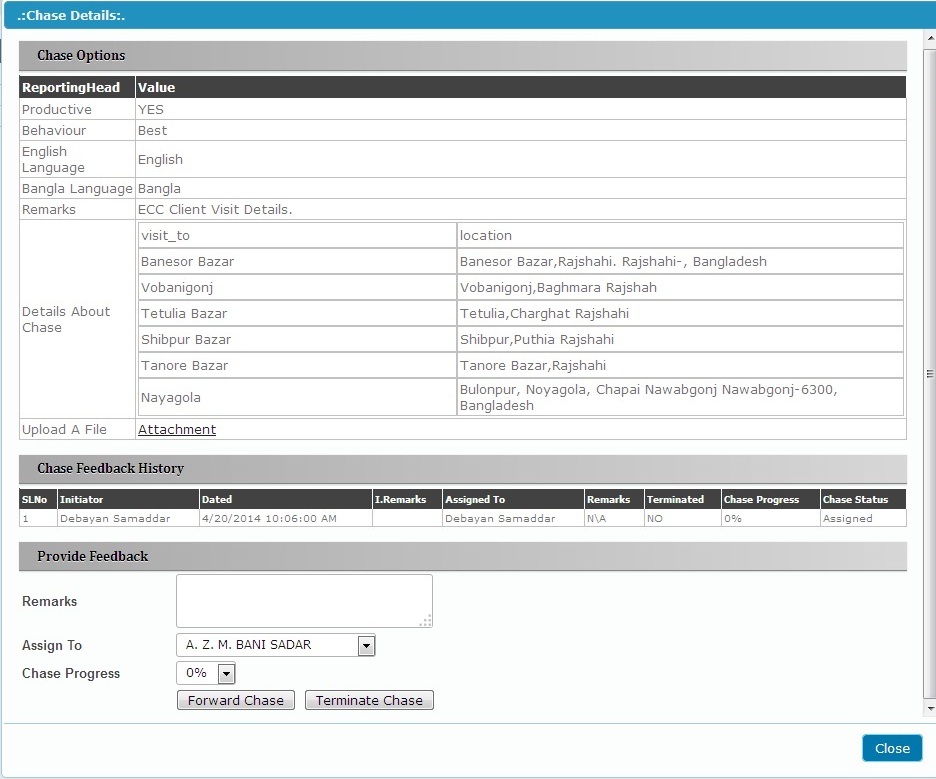 .:Chase Details:.
Chase Options
ReportingHead Value
Productive YES
Behaviour Best
English
Language English
Bangla Language Bangla
Remarks ECC Client Visit Details.
Details About
Chase
visit_to location
Banesor Bazar Banesor Bazar,Rajshahi. Rajshahi-, Bangladesh
Vobanigonj Vobanigonj,Baghmara Rajshah
Tetulia Bazar Tetulia,Charghat Rajshahi
Shibpur Bazar Shibpur,Puthia Rajshahi
Tanore Bazar Tanore Bazar,Rajshahi
Nayagola Bulonpur, Noyagola, Chapai Nawabgonj Nawabgonj-6300,
Bangladesh
Upload A File Attachment
Chase Feedback History
SLNo Initiator Dated I.Remarks Assigned To Remarks Terminated Chase Progress Chase Status
1 Debayan Samaddar 4/20/2014 10:06:00 AM Debayan Samaddar N\A NO 0% Assigned
Provide Feedback
Remarks
Assign To A. Z. M. BANI SADAR
Chase Progress 0%
Forward Chase Terminate Chase
Close